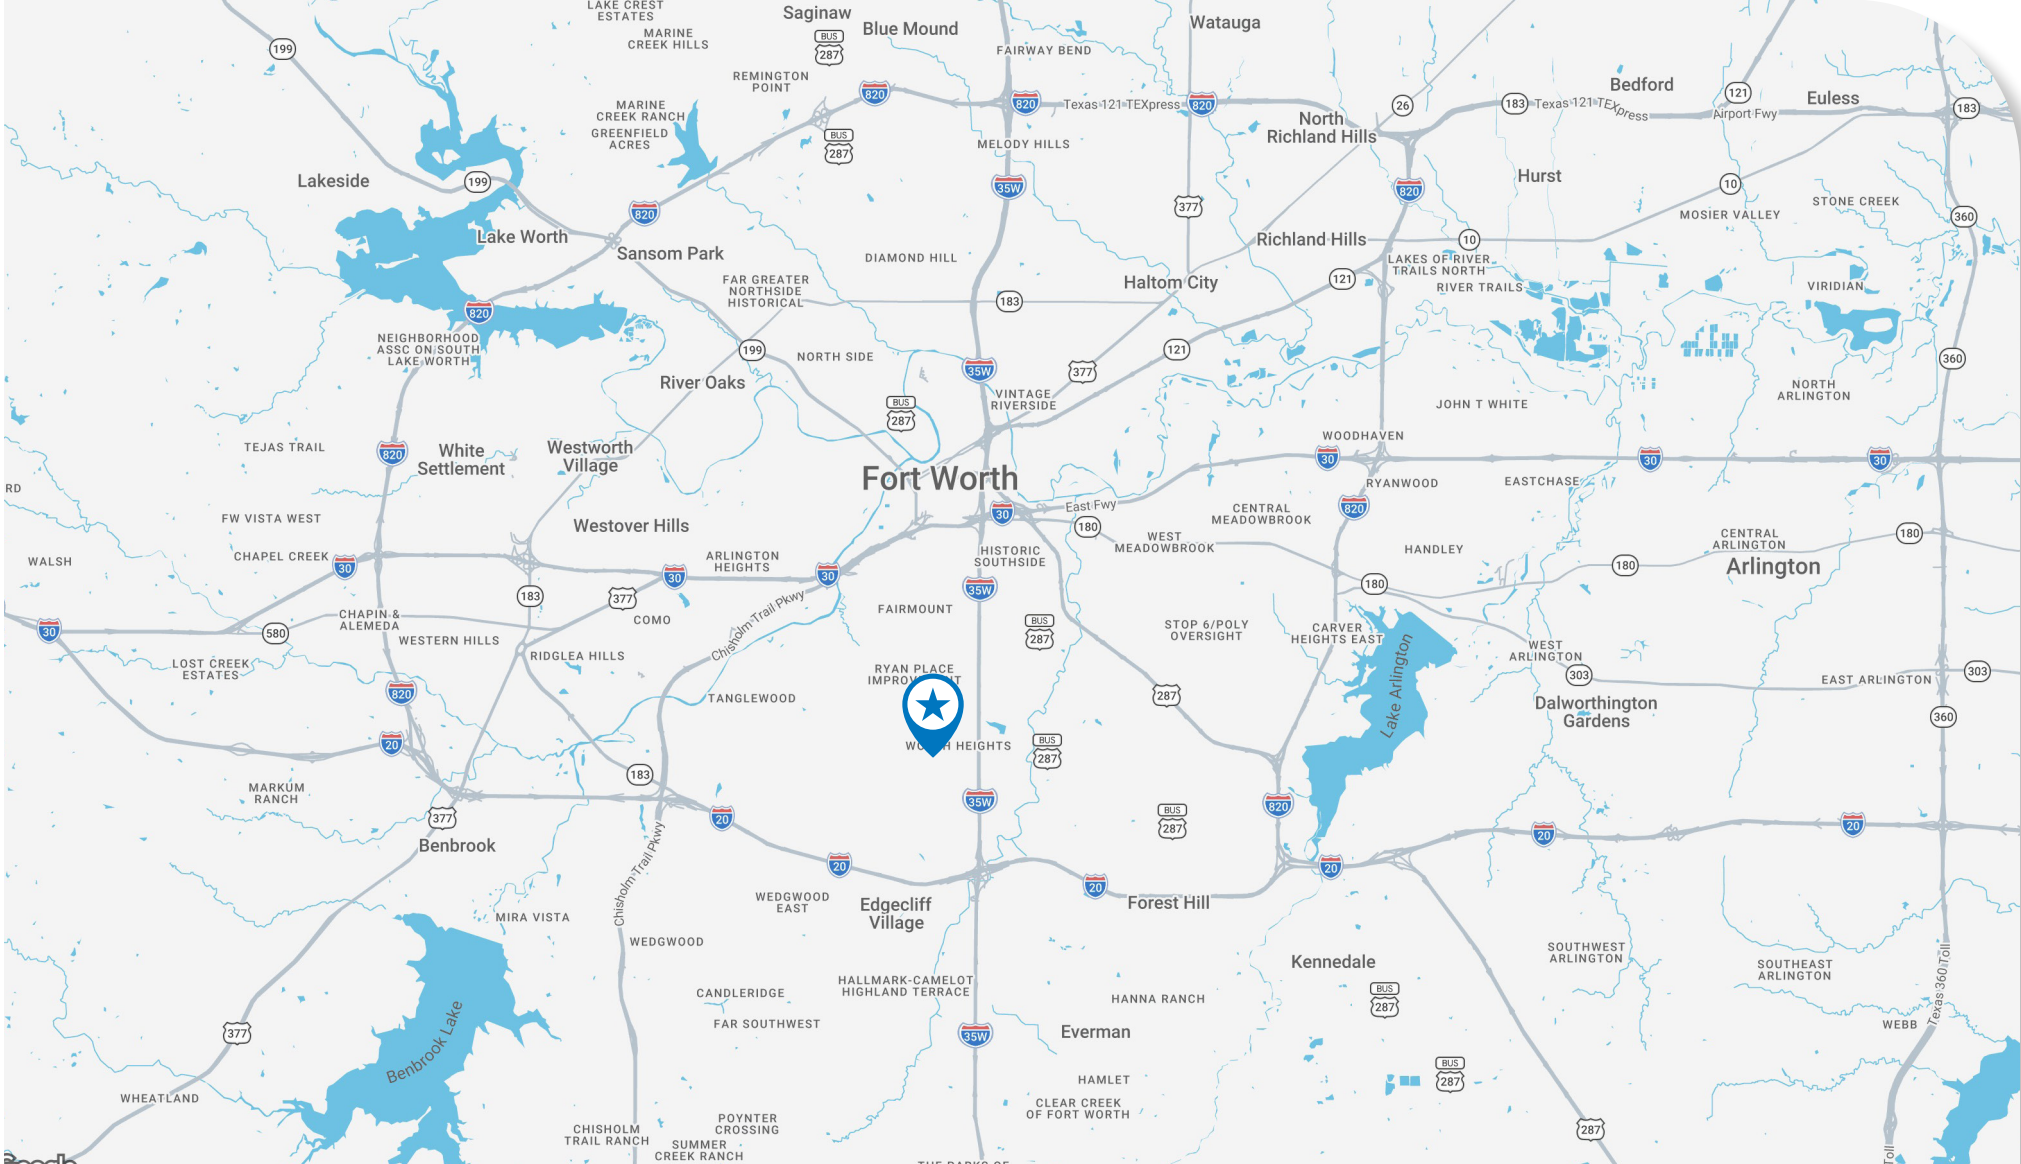 LAKE CREST
ESTATES
Saginaw
Blue Mound
Watauga
MARINE
CREEK HILLS
BUS
287
199
FAIRWAY BEND
REMINGTON
POINT
820
820
Texas 121 TEXpress
820
26
183
Texas 121 TEXpress
Bedford
121
Airport Fwy
Euless
183
MARINE
CREEK RANCH
GREENFIELD
ACRES
BUS
287
MELODY HILLS
North
Richland Hills
Lakeside
199
820
35W
377
820
Hurst
10
MOSIER VALLEY
STONE CREEK
360
Lake Worth
Sansom Park
DIAMOND HILL
Richland Hills
10
LAKES OF RIVER
TRAILS NORTH
RIVER TRAILS
VIRIDIAN
FAR GREATER
NORTHSIDE
HISTORICAL
183
Haltom City
121
820
NEIGHBORHOOD
ASSC ON SOUTH
LAKE WORTH
199
NORTH SIDE
35W
377
121
360
River Oaks
VINTAGE
RIVERSIDE
BUS
287
NORTH
ARLINGTON
JOHN T WHITE
TEJAS TRAIL
820
White
Settlement
Westworth
Village
WOODHAVEN
30
30
30
Fort Worth
RD
RYANWOOD
EASTCHASE
FW VISTA WEST
Westover Hills
30
East Fwy
180
CENTRAL
MEADOWBROOK
820
WALSH
CHAPEL CREEK
30
ARLINGTON
HEIGHTS
HISTORIC
SOUTHSIDE
WEST
MEADOWBROOK
HANDLEY
CENTRAL
ARLINGTON
180
Arlington
30
30
35W
180
180
183
377
COMO
Chisholm Trail Pkwy
FAIRMOUNT
30
580
CHAPIN &
ALEMEDA
WESTERN HILLS
BUS
287
STOP 6/POLY
OVERSIGHT
CARVER
HEIGHTS EAST
Lake Arlington
WEST
ARLINGTON
LOST CREEK
ESTATES
RIDGLEA HILLS
RYAN PLACE
303
EAST ARLINGTON
303
820
TANGLEWOOD
287
Dalworthington
Gardens
360
20
HEIGHTS
BUS
287
MARKUM
RANCH
183
377
20
35W
BUS
287
820
20
20
Benbrook
Chisholm Trail Pkwy
20
20
20
WEDGWOOD
EAST
Edgecliff
Village
Forest Hill
MIRA VISTA
WEDGWOOD
Kennedale
SOUTHWEST
ARLINGTON
SOUTHEAST
ARLINGTON
Texas 360 Toll
CANDLERIDGE
HALLMARK-CAMELOT
HIGHLAND TERRACE
HANNA RANCH
BUS
287
377
Benbrook Lake
FAR SOUTHWEST
35W
Everman
WEBB
BUS
287
HAMLET
WHEATLAND
CLEAR CREEK
OF FORT WORTH
POYNTER
CROSSING
CHISHOLM
TRAIL RANCH
SUMMER
CREEK RANCH
287
Toll